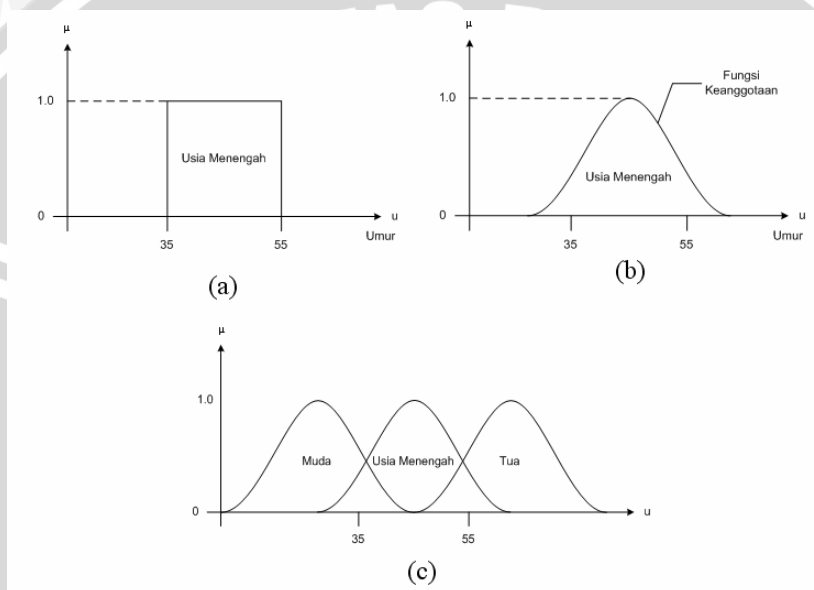 μ
1.0
Usia Menengah
0
u
35
55
Umur
(a)
μ
Fungsi
Keanggotaan
1.0
Usia Menengah
0
u
35
55
Umur
(b)
μ
1.0
Muda
Usia Menengah
Tua
0
u
35
55
(c)